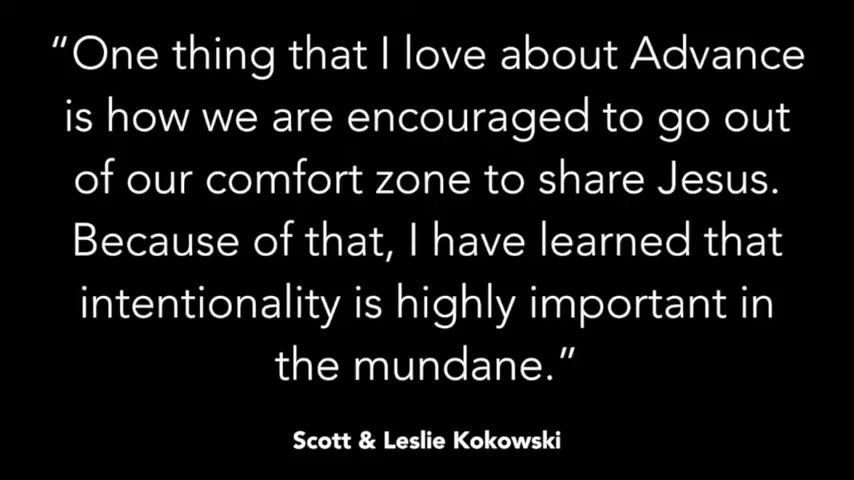 “One thing that I love about Advance
is how we are encouraged to go out
of our comfort zone to share Jesus.
Because of that, I have learned that
intentionality is highly important in
the mundane.”
Scott & Leslie Kokowski